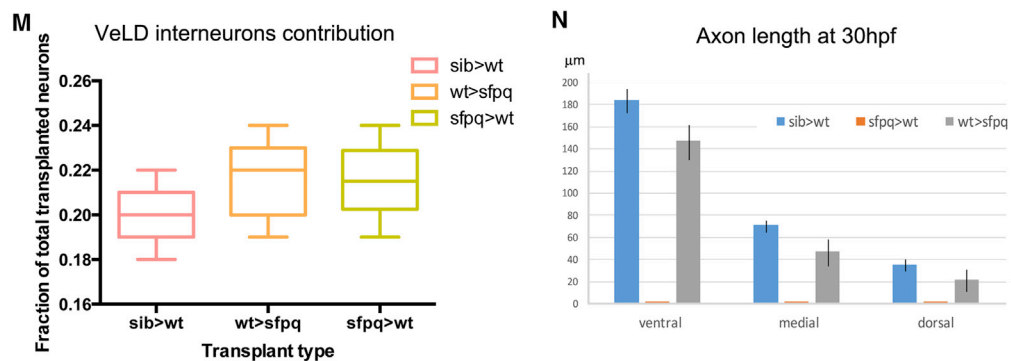 M
VeLD interneurons contribution
sib>wt
wt>sfpq
sfpq>wt
Fraction of total transplanted neurons
0.26
0.24
0.22
0.20
0.18
0.16
sib>wt wt>sfpq sfpq>wt
Transplant type
N
Axon length at 30hpf
μm
sib>wt sfpq>wt wt>sfpq
200
180
160
140
120
100
80
60
40
20
0
ventral medial dorsal